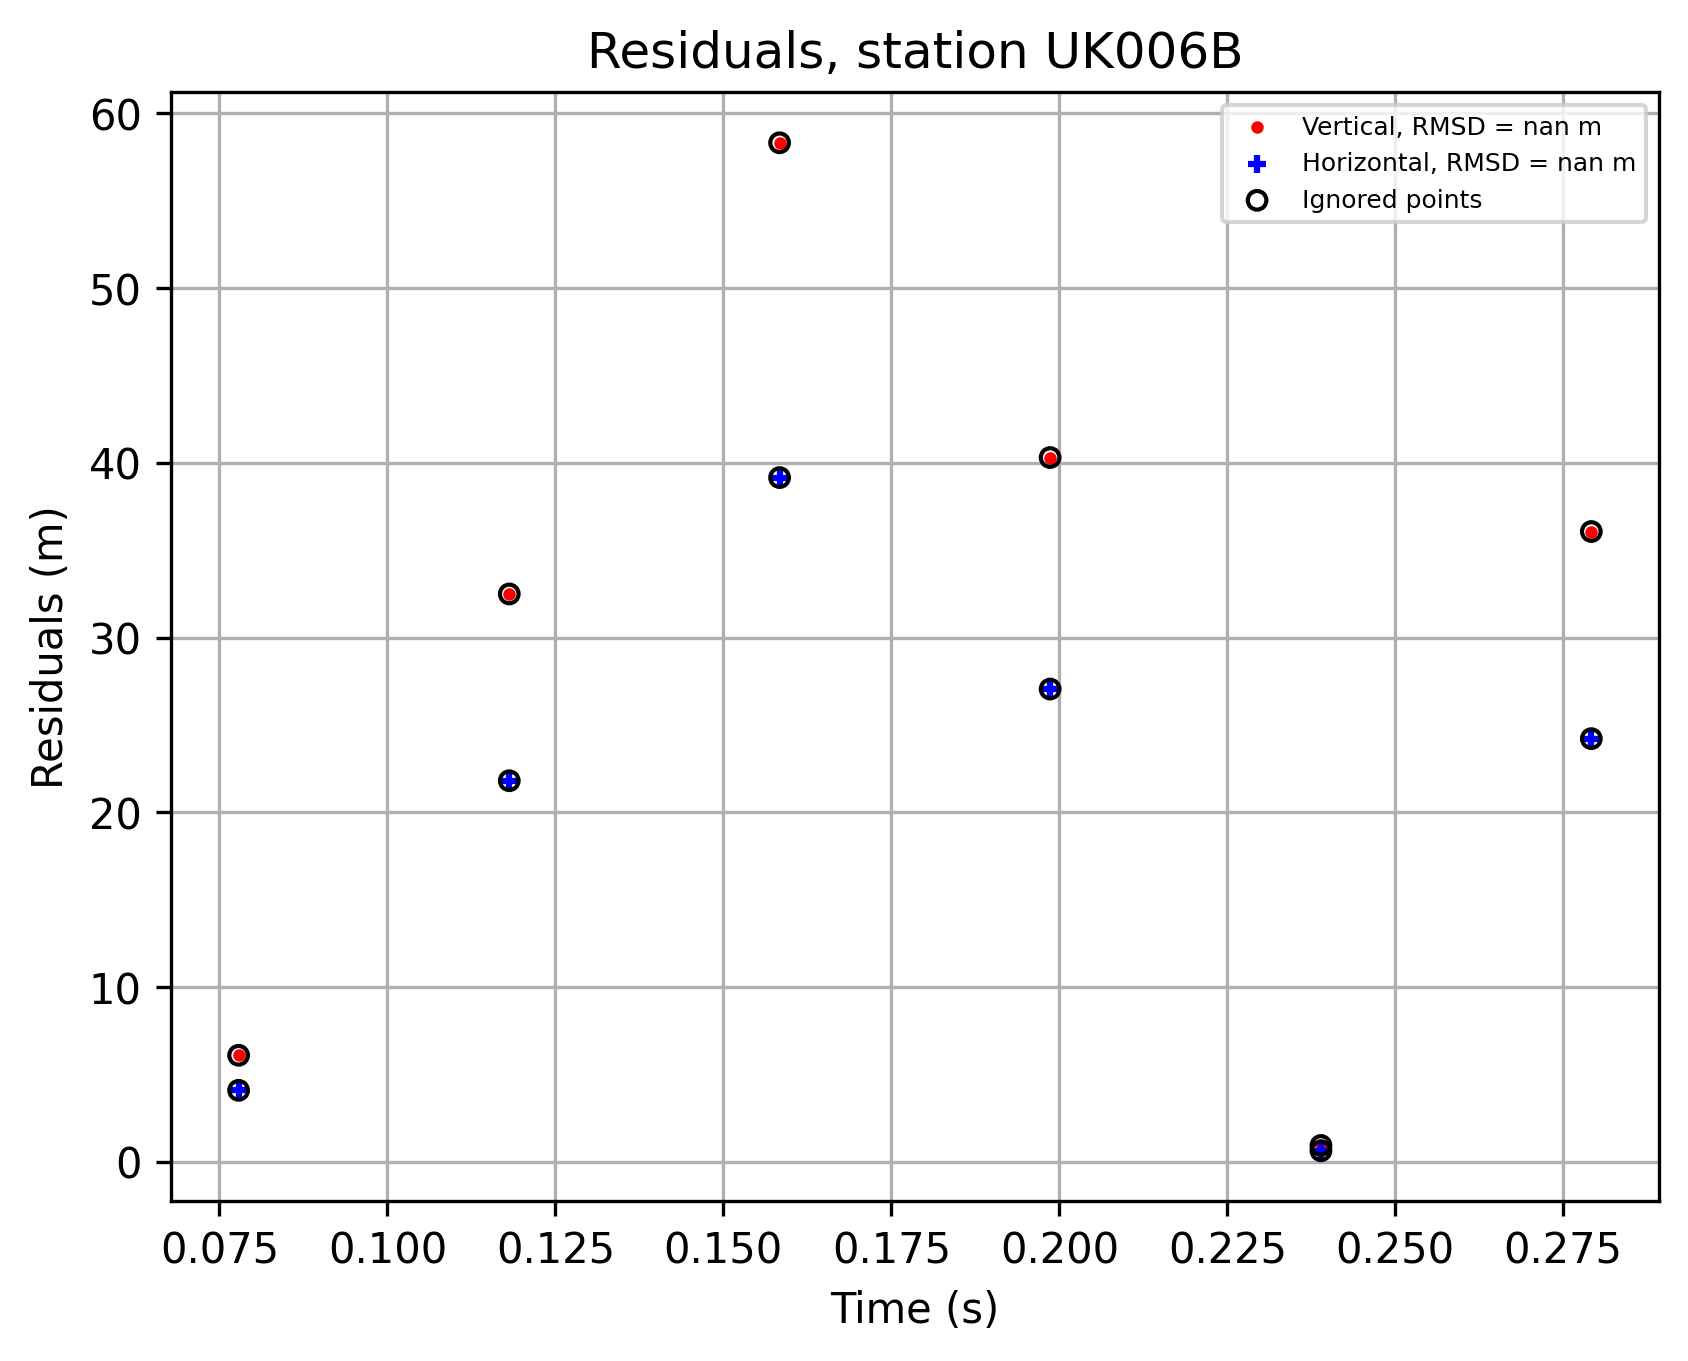 Residuals, station UK006B
Vertical, RMSD = nan m
Horizontal, RMSD = nan m
Ignored points
60
50
40
30
20
10
0
Residuals (m)
0.075 0.100 0.125 0.150 0.175 0.200 0.225 0.250 0.275
Time (s)